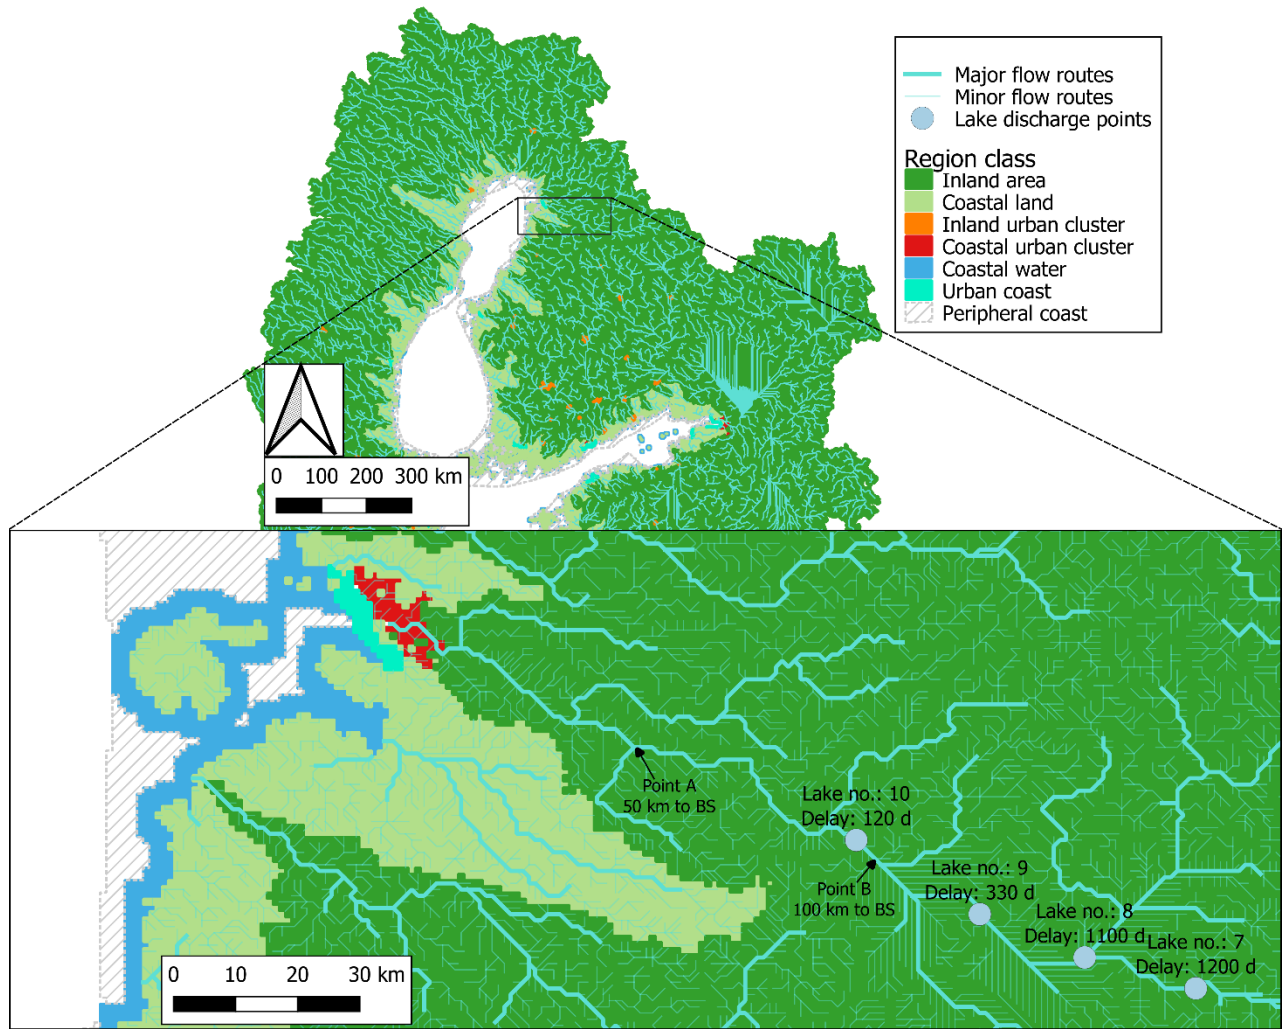 Major flow routes
Minor flow routes
Lake discharge points
Region class
Inland area
Coastal land
Inland urban cluster
Coastal urban cluster
Coastal water
Urban coast
Peripheral coast
0 100 200 300 km
Point A
50 km to BS
Lake no.: 10
Delay: 120 d
Point B
100 km to BS
Lake no.: 9
Delay: 330 d
Lake no.: 8
Delay: 1100 d
Lake no.: 7
Delay: 1200 d
0 10 20 30 km